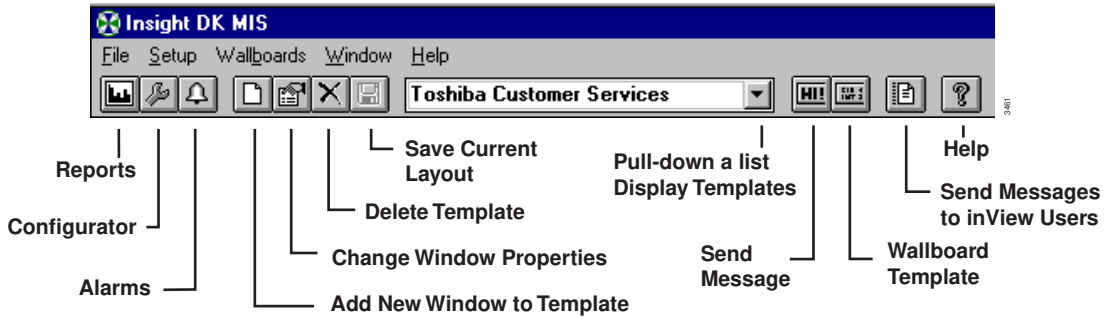 Insight DK MIS
File Setup Wallboards Window Help
Toshiba Customer Services
HI!
3461
Reports
Configurator
Alarms
Save Current
Layout
Delete Template
Change Window Properties
Add New Window to Template
Pull-down a list
Display Templates
Send
Message
Wallboard
Template
Send Messages
to inView Users
Help